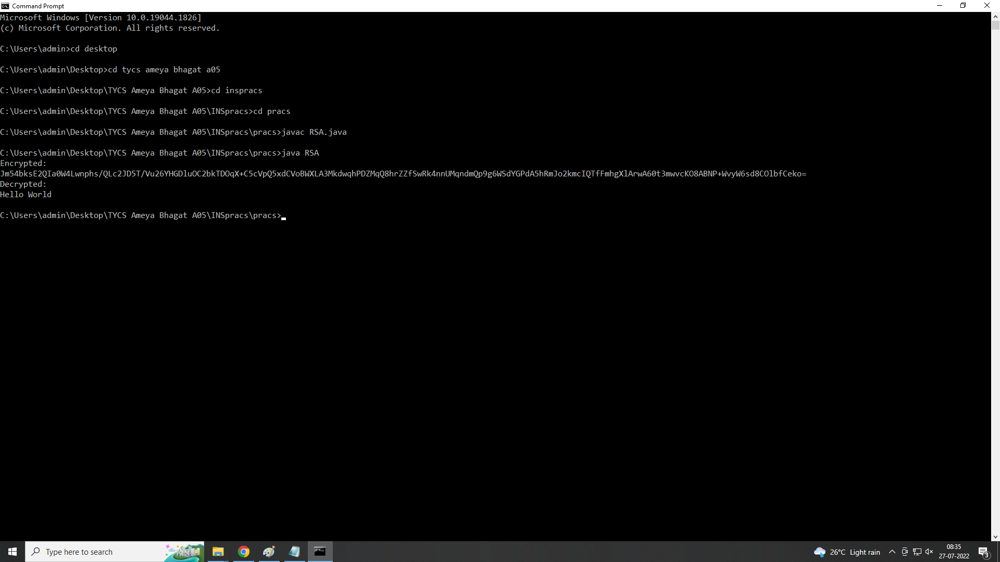 Command Prompt
Microsoft Windows [Version 10.0.19044.1826]
(c) Microsoft Corporation. All rights reserved.
C:\Users\admin>cd desktop
C:\Users\admin\Desktop>cd tycs ameya bhagat a05
C:\Users\admin\Desktop\TYCS Ameya Bhagat A05>cd inspracs
C:\Users\admin\Desktop\TYCS Ameya Bhagat A05\INSpracs>cd pracs
C:\Users\admin\Desktop\TYCS Ameya Bhagat A05\INSpracs\pracs>javac RSA.java
C:\Users\admin\Desktop\TYCS Ameya Bhagat A05\INSpracs\pracs>java RSA
Encrypted:
Jm54bksE2QIa0W4Lwnphs/QLc2JD5T/Vu26YHGDluOC2bkTDOqX+C5cVpQ5xdCVoBWXLA3MkdwqhPDZMqQ8hrZZfSwRk4nnUMqndmQp9g6WSdYGPdA5hRmJo2kmcIQTfFmhgXlArwA60t3mwvcKO8ABNP+WvyW6sd8COlbfCeko=
Decrypted:
Hello World
C:\Users\admin\Desktop\TYCS Ameya Bhagat A05\INSpracs\pracs>
Type here to search
26°C Light rain
08:35
27-07-2022
3